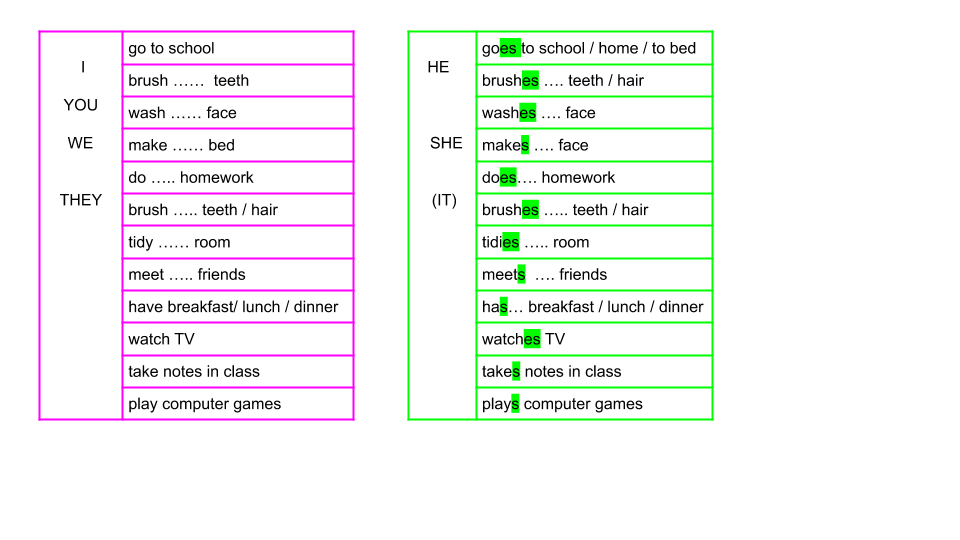 I
YOU
WE
THEY
go to school
brush ……  teeth
wash …… face
make …… bed
do ….. homework
brush ….. teeth / hair
tidy …… room
meet ….. friends
have breakfast/ lunch / dinner
watch TV
take notes in class
play computer games
HE
SHE
(IT)
goes to school / home / to bed
brushes …. teeth / hair
washes …. face
makes …. face
does…. homework
brushes ….. teeth / hair
tidies ….. room
meets  …. friends
has… breakfast / lunch / dinner
watches TV
takes notes in class
plays computer games